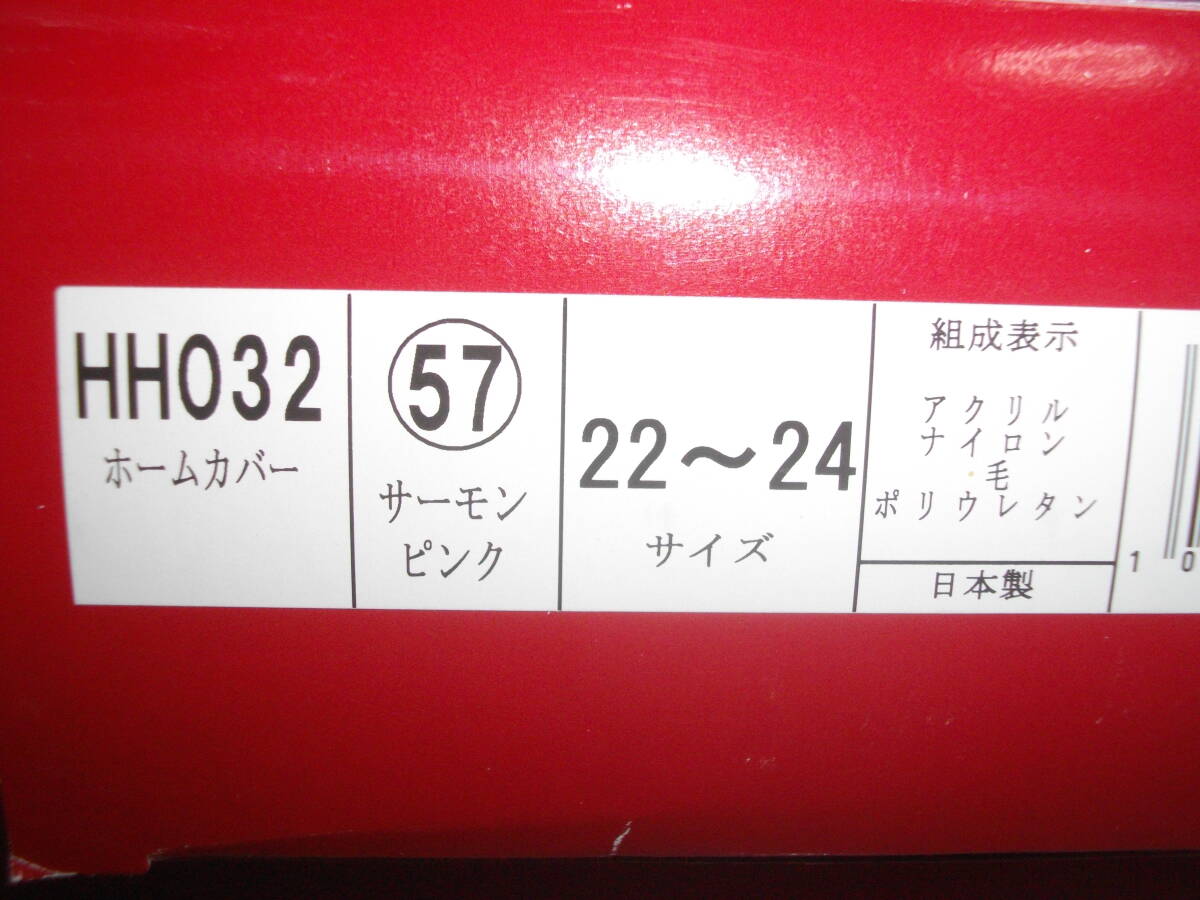 HH032
ホームカバー
57
サーモン
ピンク
22～24
サイズ
組成表示
アクリル
ナイロン
毛
ポリウレタン
日本製
1 0